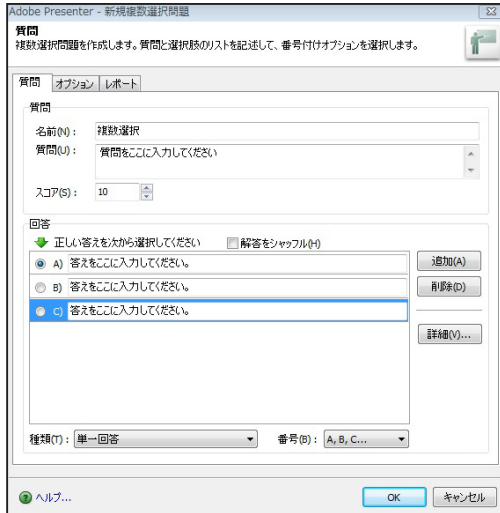 Adobe Presenter - 新規複数選択問題
質問
複数選択問題を作成します。質問と選択肢のリストを記述して、番号付けオプションを選択します。
質問 オプション レポート
質問
名前(N)： 複数選択
質問(U)： 質問をここに入力してください
スコア(S)： 10
回答
正しい答えを次から選択してください 解答をシャッフル(H)
A) 答えをここに入力してください。 追加(A)
B) 答えをここに入力してください。 削除(D)
C) 答えをここに入力してください。
詳細(V)...
種類(T)： 単一回答 番号(B)： A, B, C...
ヘルプ... OK キャンセル